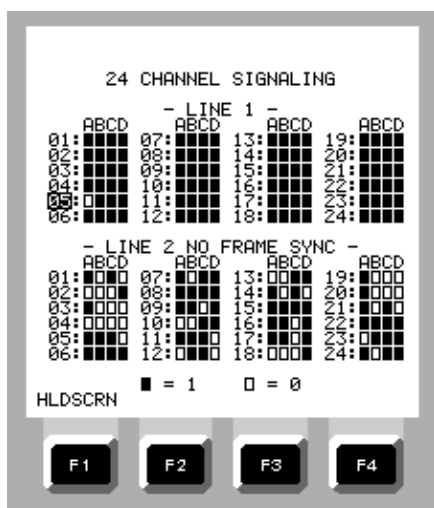 24 CHANNEL SIGNALING
- LINE 1 -
ABCD ABCD ABCD ABCD
01: 07: 13: 19:
02: 08: 14: 20:
03: 09: 15: 21:
04: 10: 16: 22:
05: 11: 17: 23:
06: 12: 18: 24:
- LINE 2 NO FRAME SYNC -
ABCD ABCD ABCD ABCD
01: 07: 13: 19:
02: 08: 14: 20:
03: 09: 15: 21:
04: 10: 16: 22:
05: 11: 17: 23:
06: 12: 18: 24:
■ = 1 □ = 0
HLDSCRN
F1 F2 F3 F4